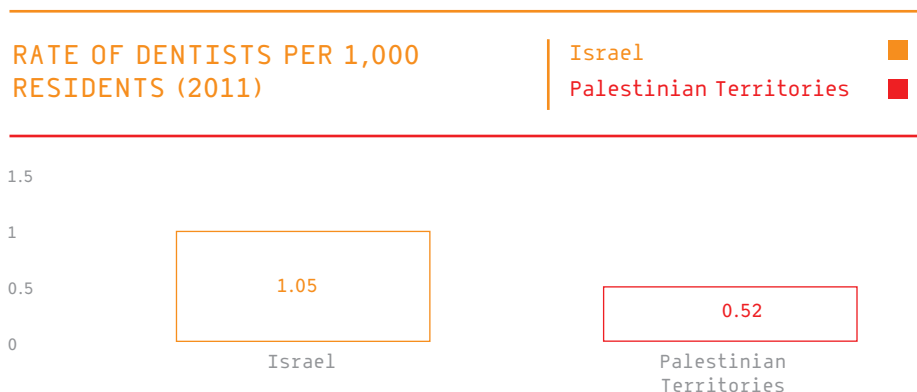 RATE OF DENTISTS PER 1,000
RESIDENTS (2011)
Israel
Palestinian Territories
1.5
1
0.5
0
1.05
0.52
Israel
Palestinian
Territories